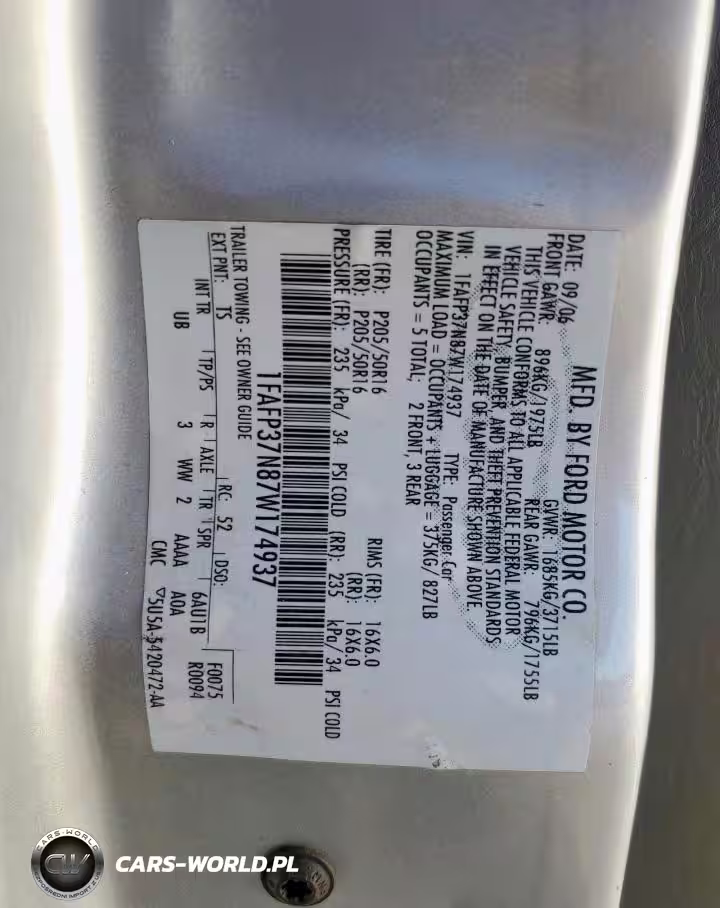 MFD. BY FORD MOTOR CO.
DATE: 09/06 GVWR: 1685KG/3715LB
FRONT GAWR: 896KG/1975LB REAR GAWR: 796KG/1755LB
THIS VEHICLE CONFORMS TO ALL APPLICABLE FEDERAL MOTOR
VEHICLE SAFETY, BUMPER, AND THEFT PREVENTION STANDARDS
IN EFFECT ON THE DATE OF MANUFACTURE SHOWN ABOVE.
VIN: 1FAFP37N87W174937 TYPE: Passenger Car
MAXIMUM LOAD = OCCUPANTS + LUGGAGE = 375KG/ 827LB
OCCUPANTS = 5 TOTAL; 2 FRONT, 3 REAR
TIRE (FR): P205/50R16 RIMS (FR): 16X6.0
(RR): P205/50R16 (RR): 16X6.0
PRESSURE (FR): 235 kPa/ 34 PSI COLD (RR): 235 kPa/ 34 PSI COLD
1FAFP37N87W174937
TRAILER TOWING - SEE OWNER GUIDE
EXT PNT: TS RC: 52 DSO: F0075
R0094
INT TR TP/PS R AXLE TR SPR 6AU1B
UB 3 WW 2 AAAA A0A
CMC ▽5U5A-5420472-AA
CARS-WORLD
CW
CARS-WORLD.PL